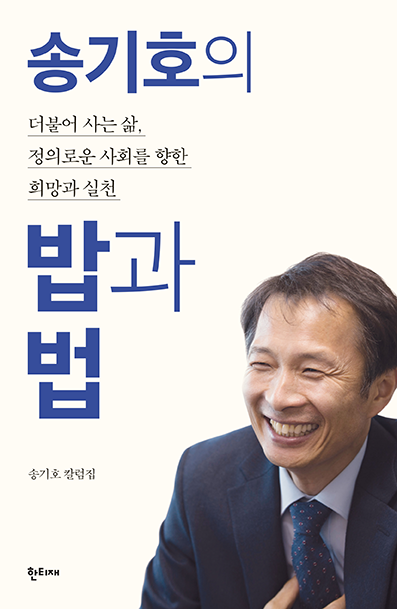 송기호의
더불어 사는 삶,
정의로운 사회를 향한
희망과 실천
밥과
법
송기호 칼럼집
한티재